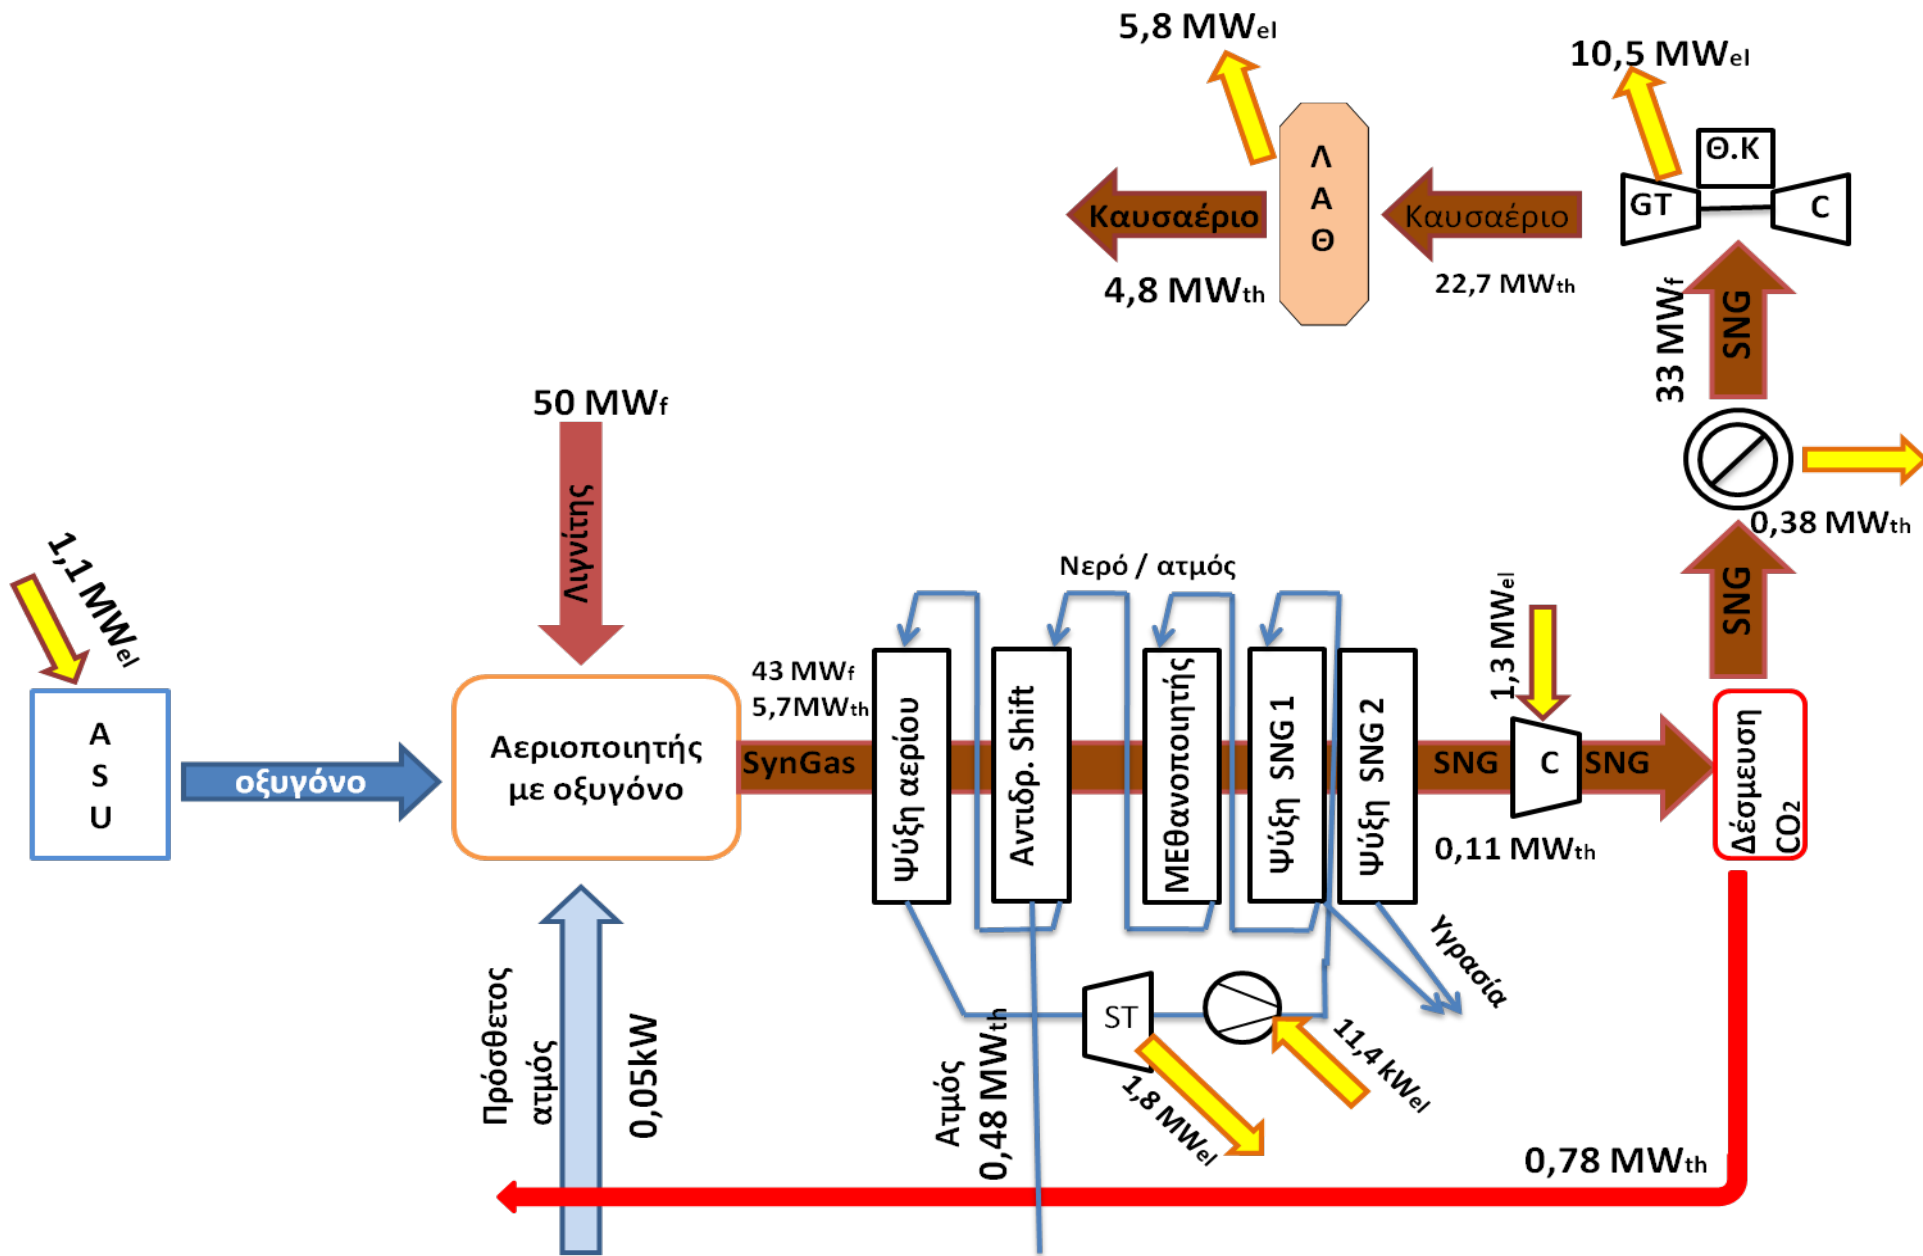 5,8 MWel
10,5 MWel
Θ.Κ
GT
C
Λ
Α
Θ
Καυσαέριο
Καυσαέριο
4,8 MWth
22,7 MWth
33 MWf
SNG
50 MWf
Λιγνίτης
0,38 MWth
SNG
1,1 MWel
Νερό / ατμός
1,3 MWel
43 MWf
5,7MWth
A
S
U
οξυγόνο
Αεριοποιητής
με οξυγόνο
SynGas
Ψύξη αερίου
Αντιδρ. Shift
ΜΕθανοποιητής
Ψύξη SNG 1
Ψύξη SNG 2
SNG
C
SNG
Δέσμευση
CO2
0,11 MWth
Υγρασία
ST
11,4 kWel
1,8 MWel
Πρόσθετος
ατμός
0,05kW
Ατμός
0,48 MWth
0,78 MWth